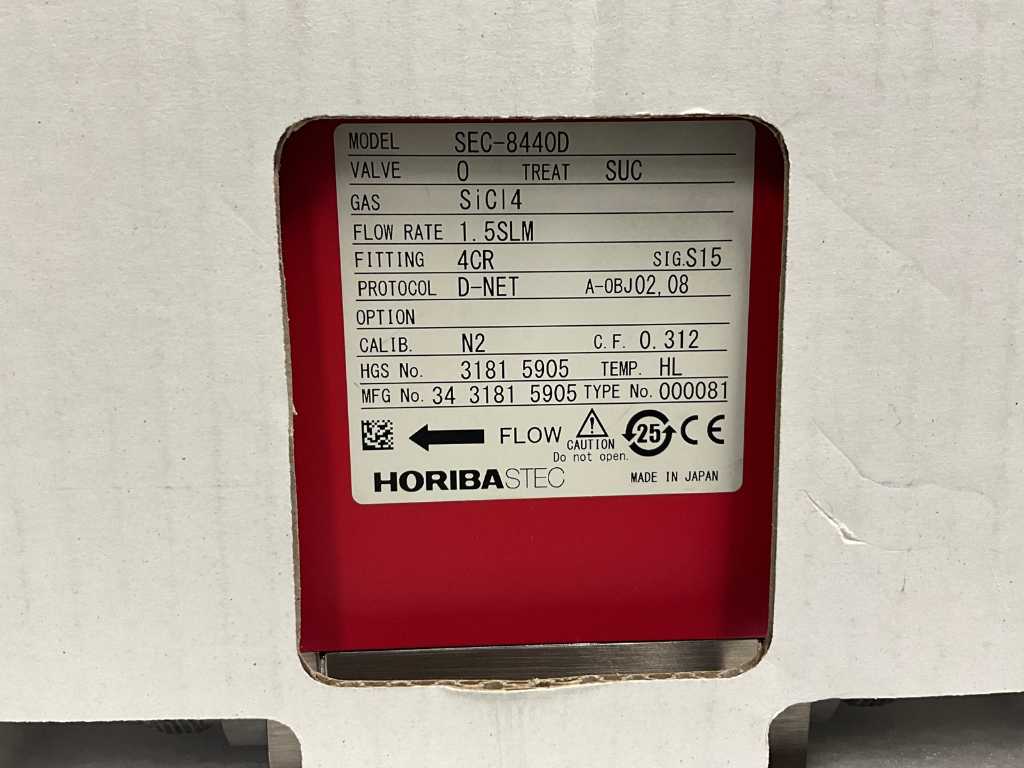 MODEL SEC-8440D
VALVE O TREAT SUC
GAS SiCl4
FLOW RATE 1.5SLM
FITTING 4CR SIG.S15
PROTOCOL D-NET A-OBJ02,08
OPTION
CALIB. N2 C.F. 0.312
HGS No. 3181 5905 TEMP. HL
MFG No. 34 3181 5905 TYPE No. 000081
FLOW CAUTION 25 CE
Do not open.
HORIBASTEC MADE IN JAPAN